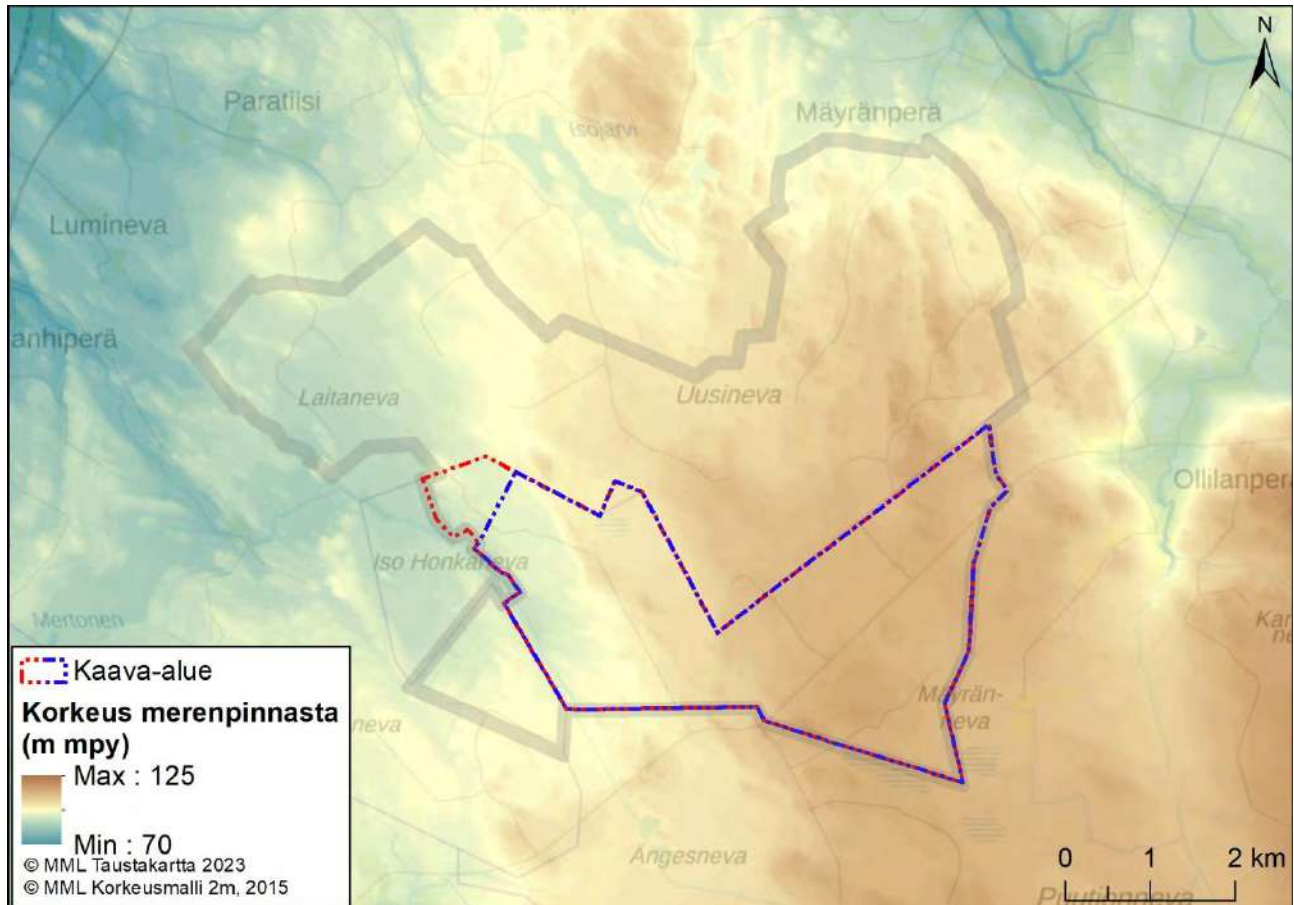 N
Paratiisi
Isojärvi
Mäyränperä
Lumineva
anhiperä
Laitaneva
Uusineva
Ollilanperä
Iso Honkaneva
Mertonen
Kaava-alue
Korkeus merenpinnasta
(m mpy)
Max : 125
Min : 70
© MML Taustakartta 2023
© MML Korkeusmalli 2m, 2015
neva
Mäyrän-
neva
Ängesneva
0 1 2 km